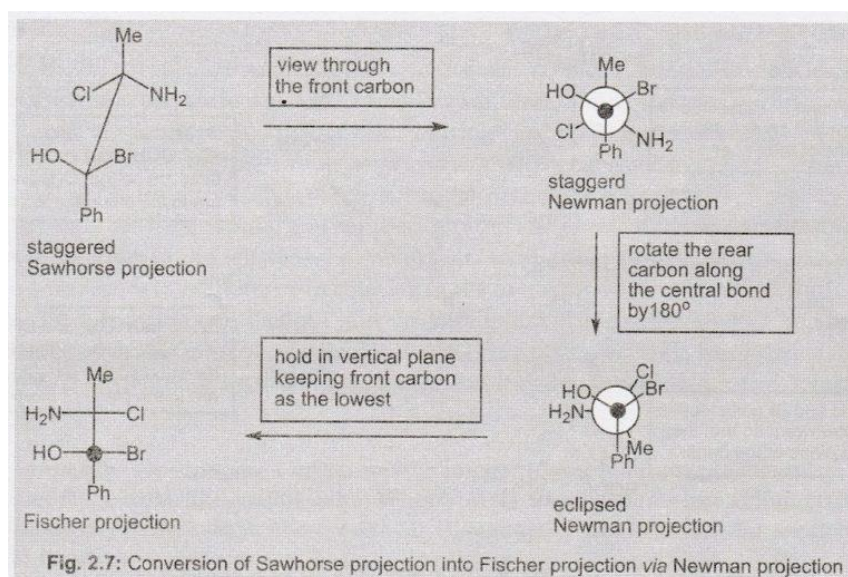 Me
Cl
NH2
HO
Br
Ph
staggered
Sawhorse projection
view through
the front carbon
Me
HO
Br
Cl
NH2
Ph
staggerd
Newman projection
rotate the rear
carbon along
the central bond
by180°
Cl
HO
Br
H2N
Me
Ph
eclipsed
Newman projection
hold in vertical plane
keeping front carbon
as the lowest
Me
H2N
Cl
HO
Br
Ph
Fischer projection
Fig. 2.7: Conversion of Sawhorse projection into Fischer projection via Newman projection